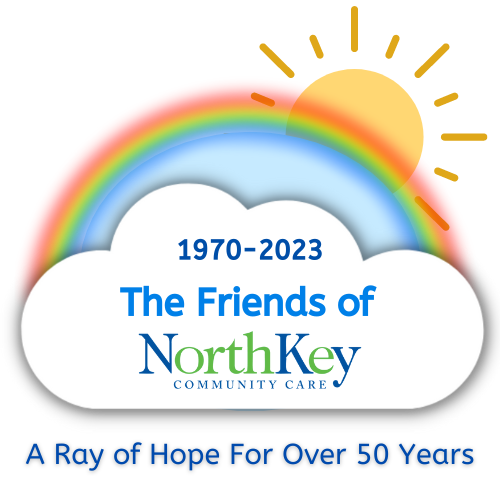 1970-2023
The Friends of
NorthKey
COMMUNITY CARE
A Ray of Hope For Over 50 Years